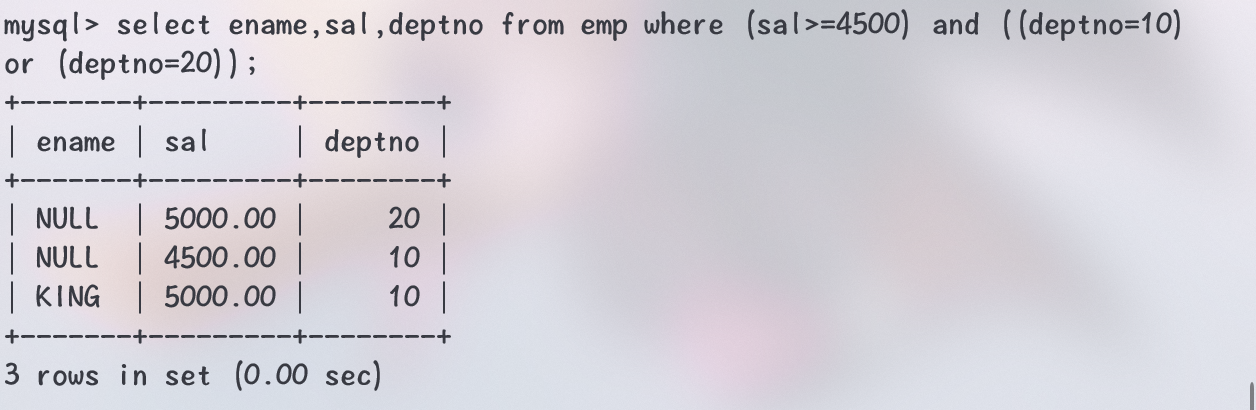 mysql> select ename,sal,deptno from emp where (sal>=4500) and ((deptno=10)
or (deptno=20));
+-------+---------+--------+
| ename | sal     | deptno |
+-------+---------+--------+
| NULL  | 5000.00 |     20 |
| NULL  | 4500.00 |     10 |
| KING  | 5000.00 |     10 |
+-------+---------+--------+
3 rows in set (0.00 sec)